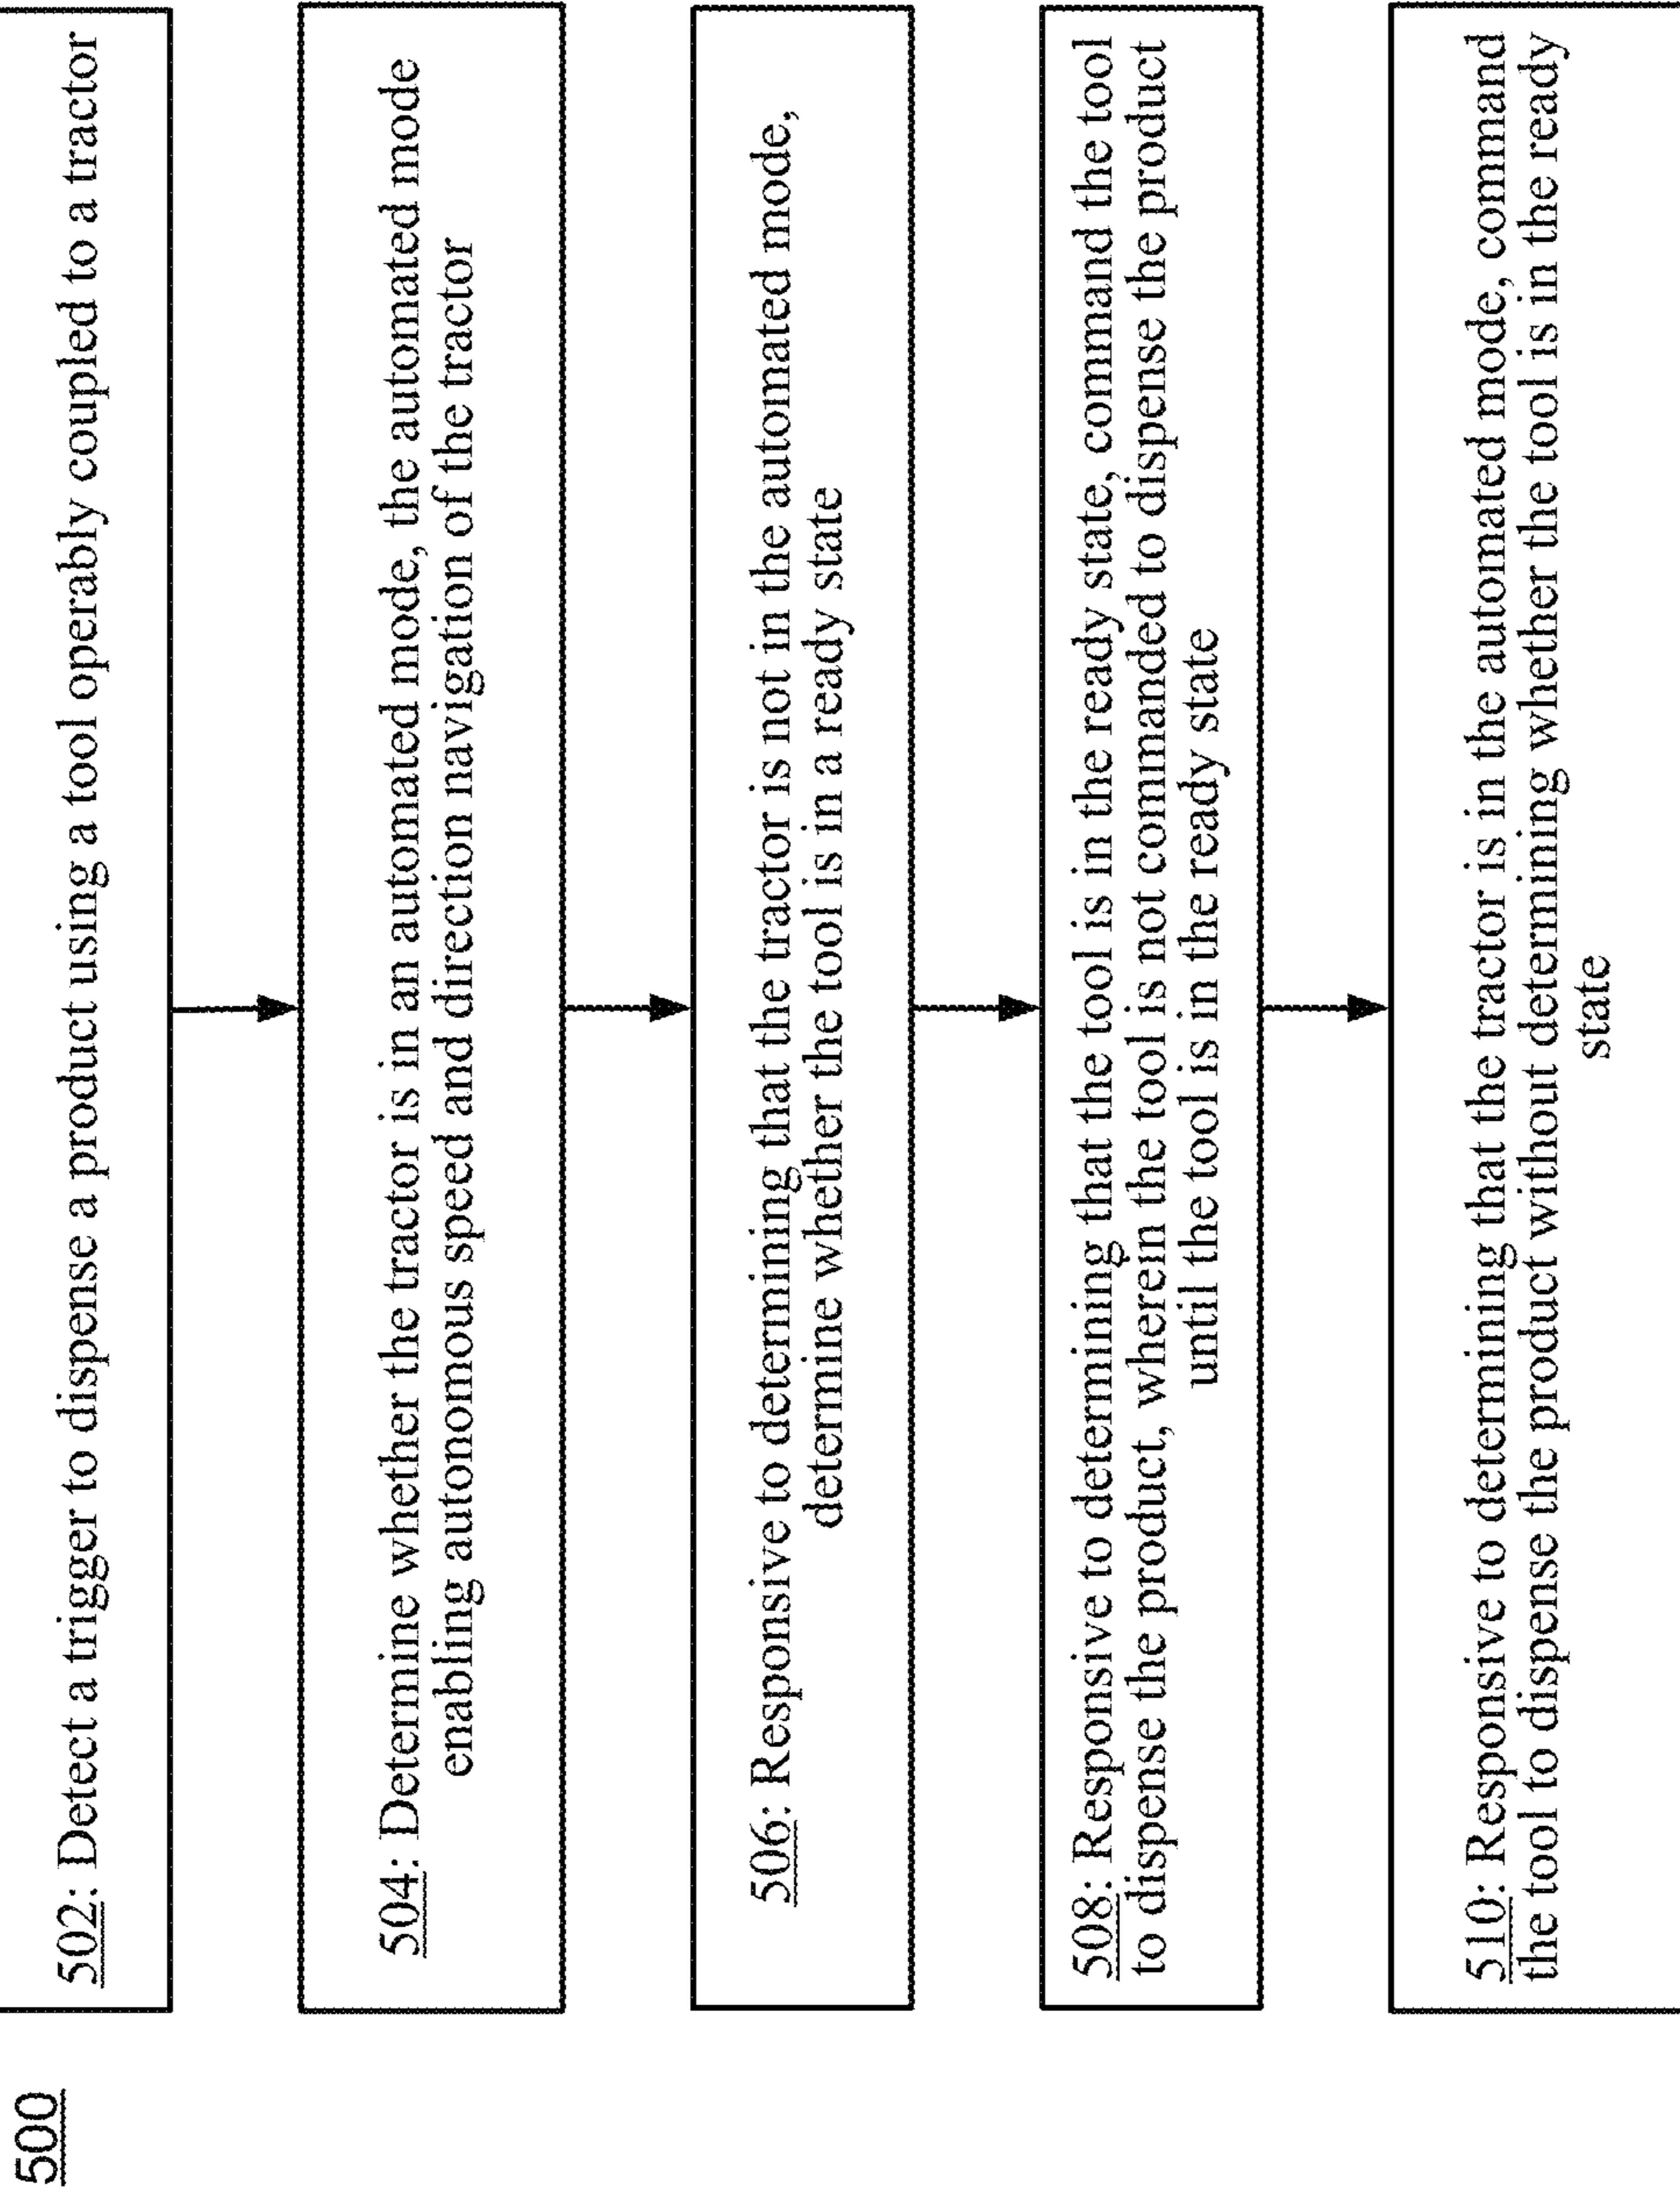 500
502: Detect a trigger to dispense a product using a tool operably coupled to a tractor
504: Determine whether the tractor is in an automated mode, the automated mode
enabling autonomous speed and direction navigation of the tractor
506: Responsive to determining that the tractor is not in the automated mode,
determine whether the tool is in a ready state
508: Responsive to determining that the tool is in the ready state, command the tool
to dispense the product, wherein the tool is not commanded to dispense the product
until the tool is in the ready state
510: Responsive to determining that the tractor is in the automated mode, command
the tool to dispense the product without determining whether the tool is in the ready
state